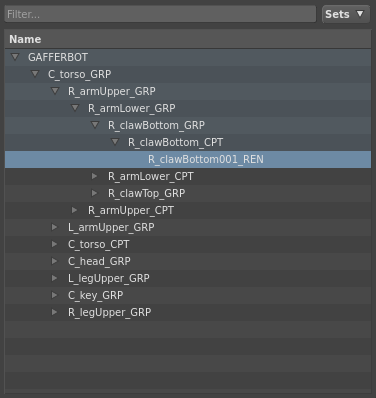 Filter...
Sets
Name
GAFFERBOT
C_torso_GRP
R_armUpper_GRP
R_armLower_GRP
R_clawBottom_GRP
R_clawBottom_CPT
R_clawBottom001_REN
R_armLower_CPT
R_clawTop_GRP
R_armUpper_CPT
L_armUpper_GRP
C_torso_CPT
C_head_GRP
L_legUpper_GRP
C_key_GRP
R_legUpper_GRP